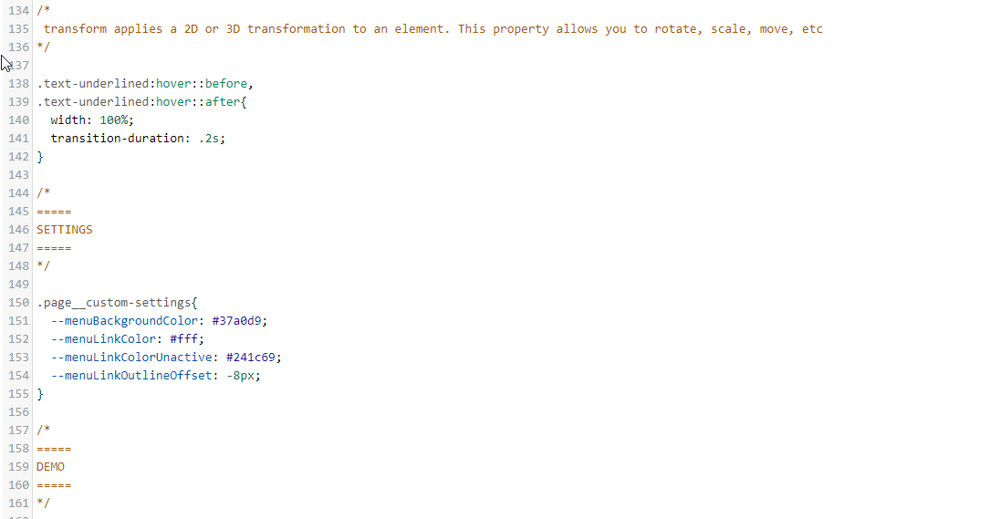 134 /*
135  transform applies a 2D or 3D transformation to an element. This property allows you to rotate, scale, move, etc
136 */
137
138 .text-underlined:hover::before,
139 .text-underlined:hover::after{
140   width: 100%;
141   transition-duration: .2s;
142 }
143
144 /*
145 =====
146 SETTINGS
147 =====
148 */
149
150 .page__custom-settings{
151   --menuBackgroundColor: #37a0d9;
152   --menuLinkColor: #fff;
153   --menuLinkColorUnactive: #241c69;
154   --menuLinkOutlineOffset: -8px;
155 }
156
157 /*
158 =====
159 DEMO
160 =====
161 */